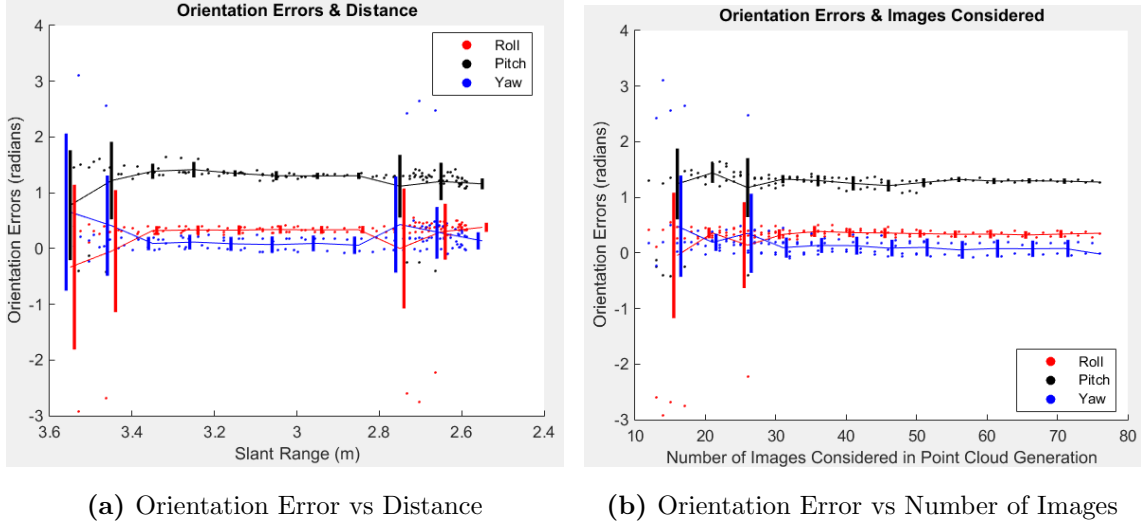 Orientation Errors & Distance
Orientation Errors (radians)
4
3
2
1
0
-1
-2
-3
Roll
Pitch
Yaw
3.6 3.4 3.2 3 2.8 2.6 2.4
Slant Range (m)
(a) Orientation Error vs Distance
Orientation Errors & Images Considered
Orientation Errors (radians)
4
3
2
1
0
-1
-2
-3
Roll
Pitch
Yaw
10 20 30 40 50 60 70 80
Number of Images Considered in Point Cloud Generation
(b) Orientation Error vs Number of Images